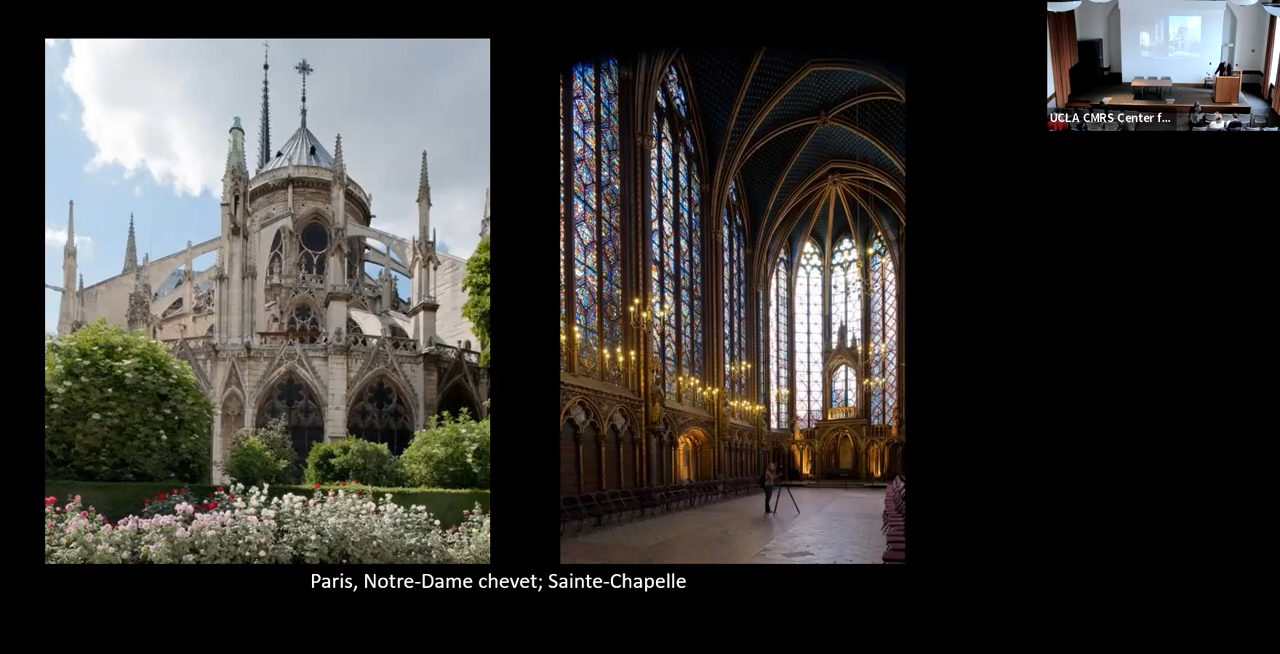 UCLA CMRS Center f...
Paris, Notre-Dame chevet; Sainte-Chapelle